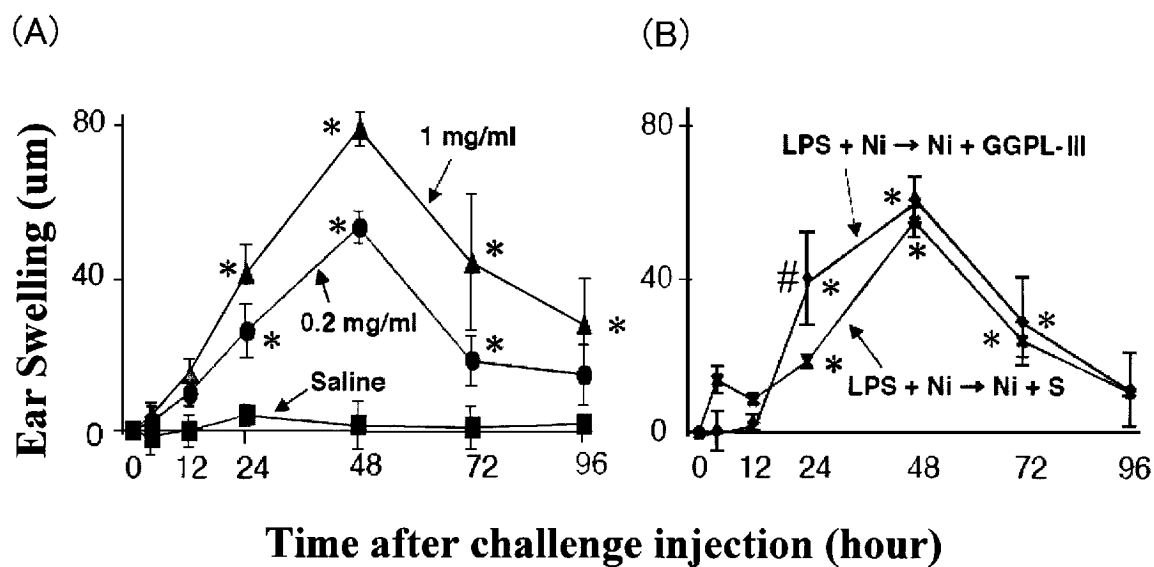 (A)
(B)
Ear Swelling (um)
80
40
0
*
1 mg/ml
*
*
*
0.2 mg/ml
*
*
*
*
Saline
0 12 24 48 72 96
80
40
0
LPS + Ni → Ni + GGPL-III
*
*
#
*
*
*
*
LPS + Ni → Ni + S
0 12 24 48 72 96
Time after challenge injection (hour)